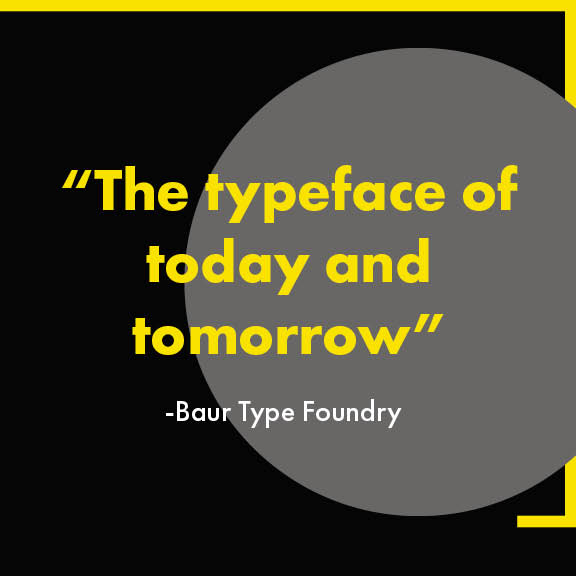 “The typeface of
today and
tomorrow”
-Baur Type Foundry